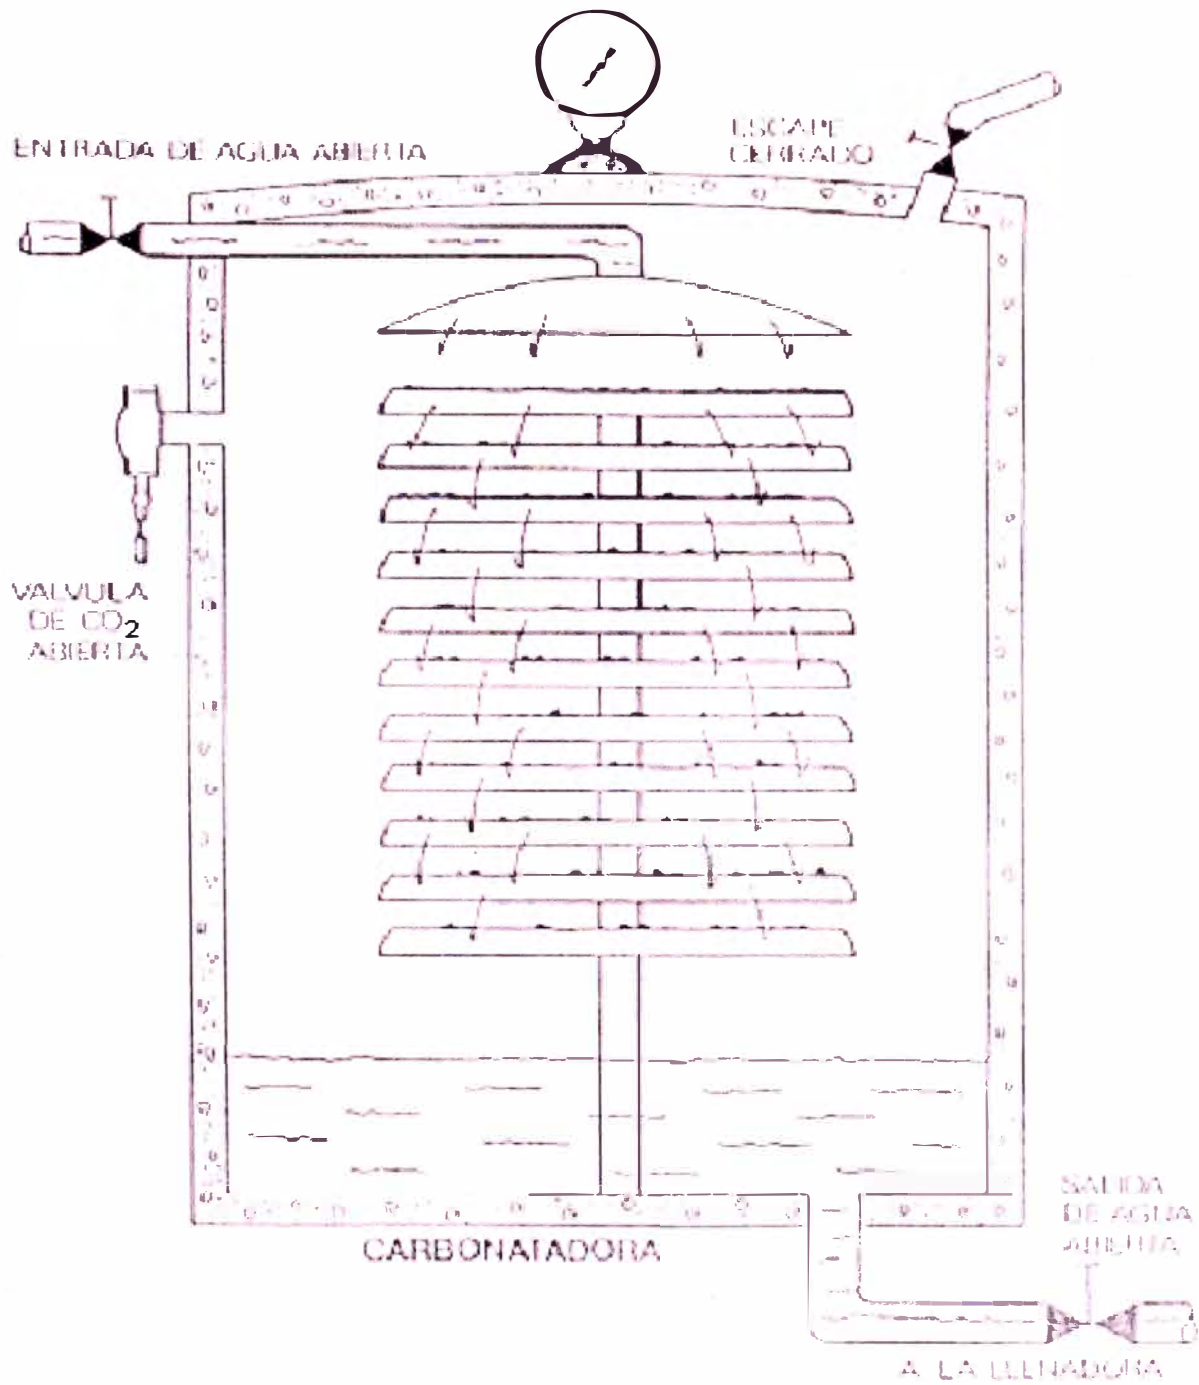 ENTRADA DE AGUA ABIERTA
ESCAPE
CERRADO
VALVULA
DE CO2
ABIERTA
CARBONATADORA
SALIDA
DE AGUA
ABIERTA
A LA LLENADORA